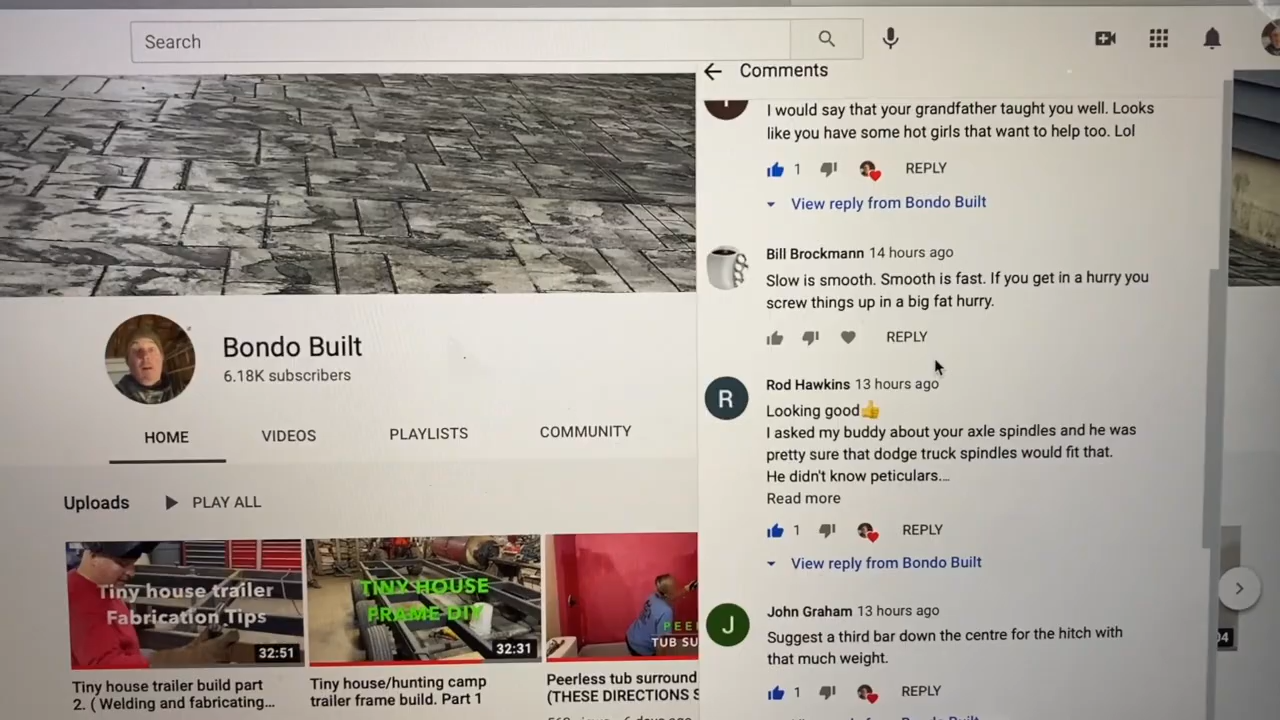 Search
Comments
I would say that your grandfather taught you well. Looks
like you have some hot girls that want to help too. Lol
1 REPLY
View reply from Bondo Built
Bill Brockmann 14 hours ago
Slow is smooth. Smooth is fast. If you get in a hurry you
screw things up in a big fat hurry.
REPLY
Rod Hawkins 13 hours ago
R
Looking good👍
I asked my buddy about your axle spindles and he was
pretty sure that dodge truck spindles would fit that.
He didn't know peticulars...
Read more
1 REPLY
View reply from Bondo Built
John Graham 13 hours ago
J
Suggest a third bar down the centre for the hitch with
that much weight.
1 REPLY
Bondo Built
6.18K subscribers
HOME VIDEOS PLAYLISTS COMMUNITY
Uploads PLAY ALL
Tiny house trailer
Fabrication Tips
32:51
Tiny house trailer build part
2. ( Welding and fabricating...
TINY HOUSE
FRAME DIY
32:31
Tiny house/hunting camp
trailer frame build. Part 1
TUB SU
Peerless tub surround
(THESE DIRECTIONS S
04